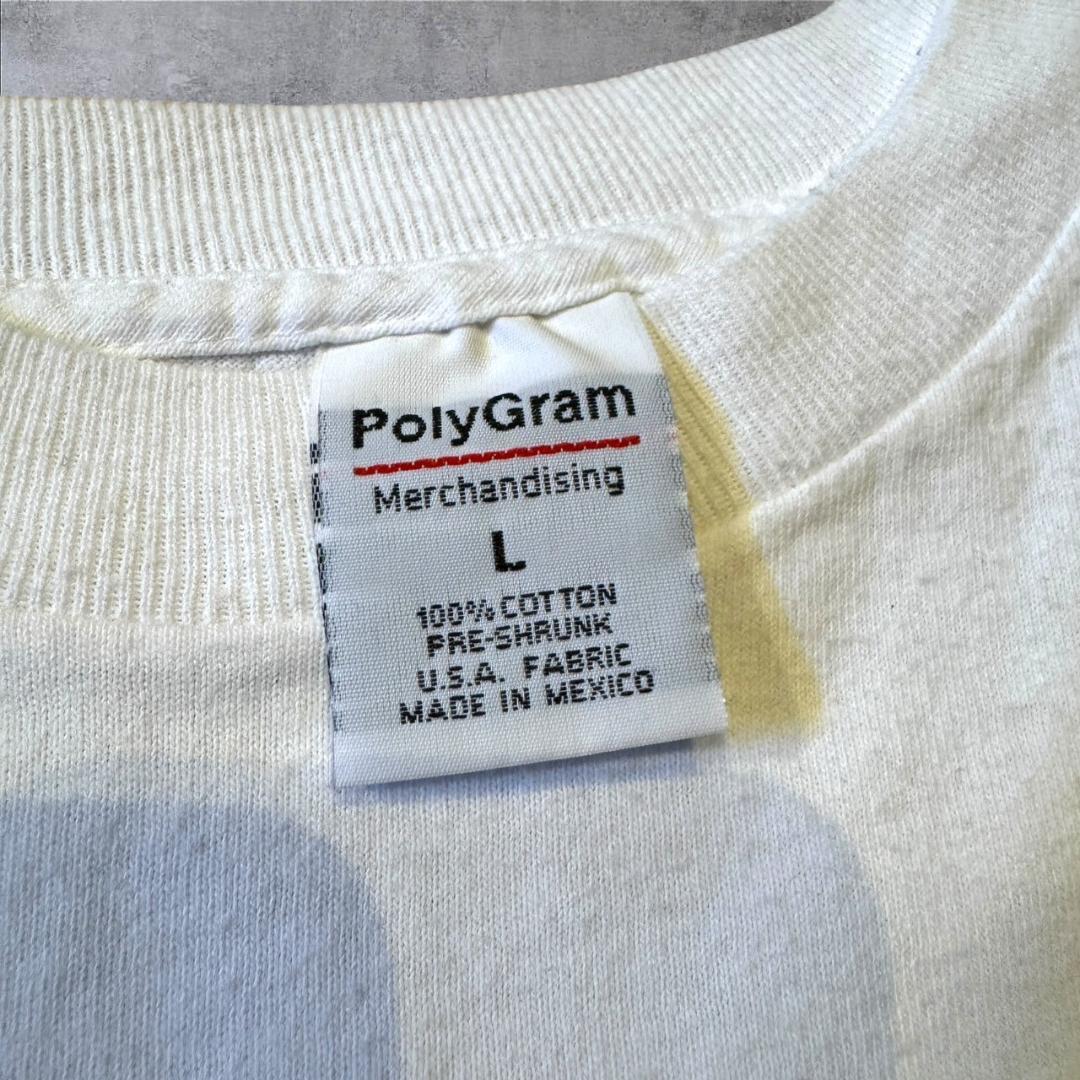 PolyGram
Merchandising
L
100% COTTON
PRE-SHRUNK
U.S.A. FABRIC
MADE IN MEXICO